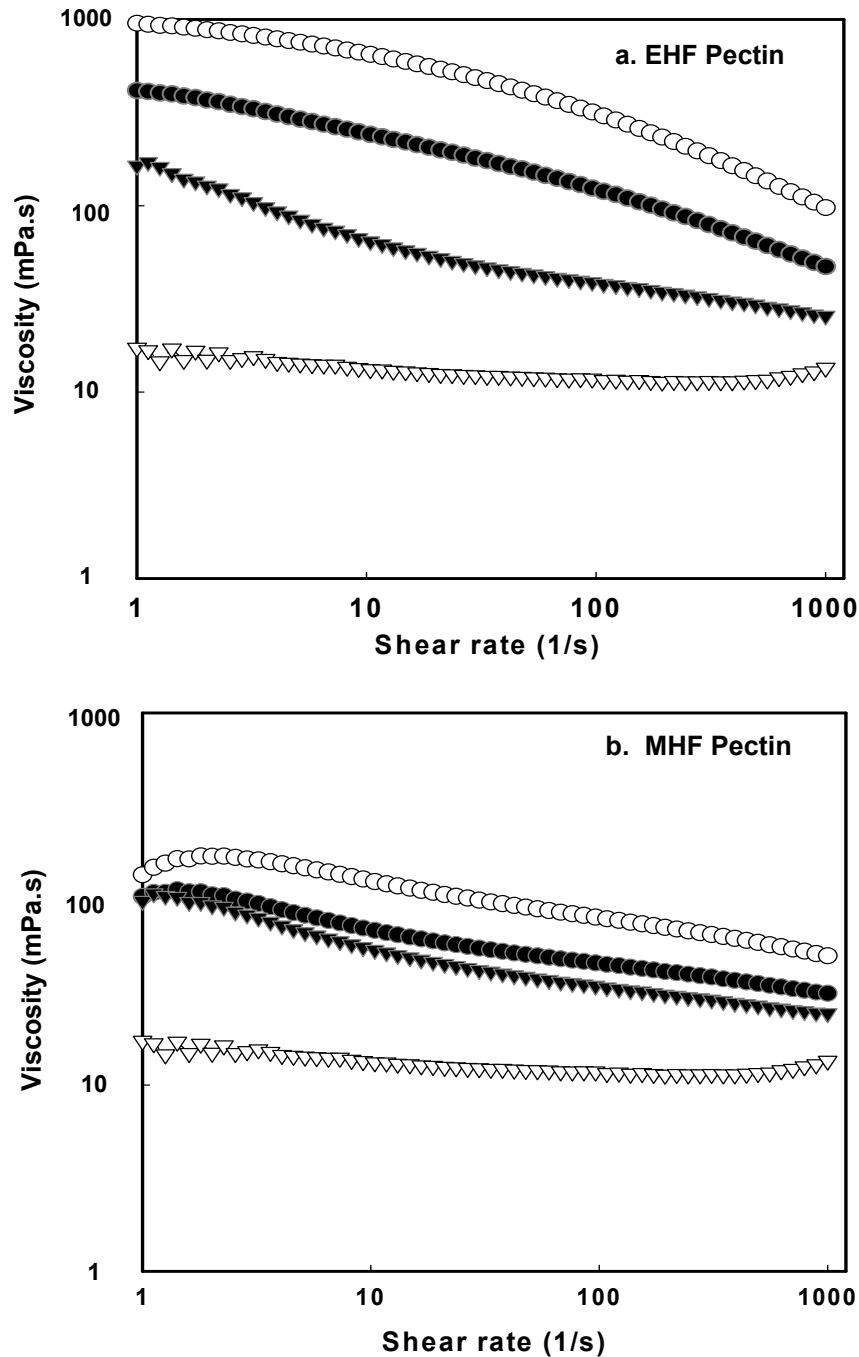 1000
a. EHF Pectin
100
Viscosity (mPa.s)
10
1
1 10 100 1000
Shear rate (1/s)
1000
b. MHF Pectin
100
Viscosity (mPa.s)
10
1
1 10 100 1000
Shear rate (1/s)